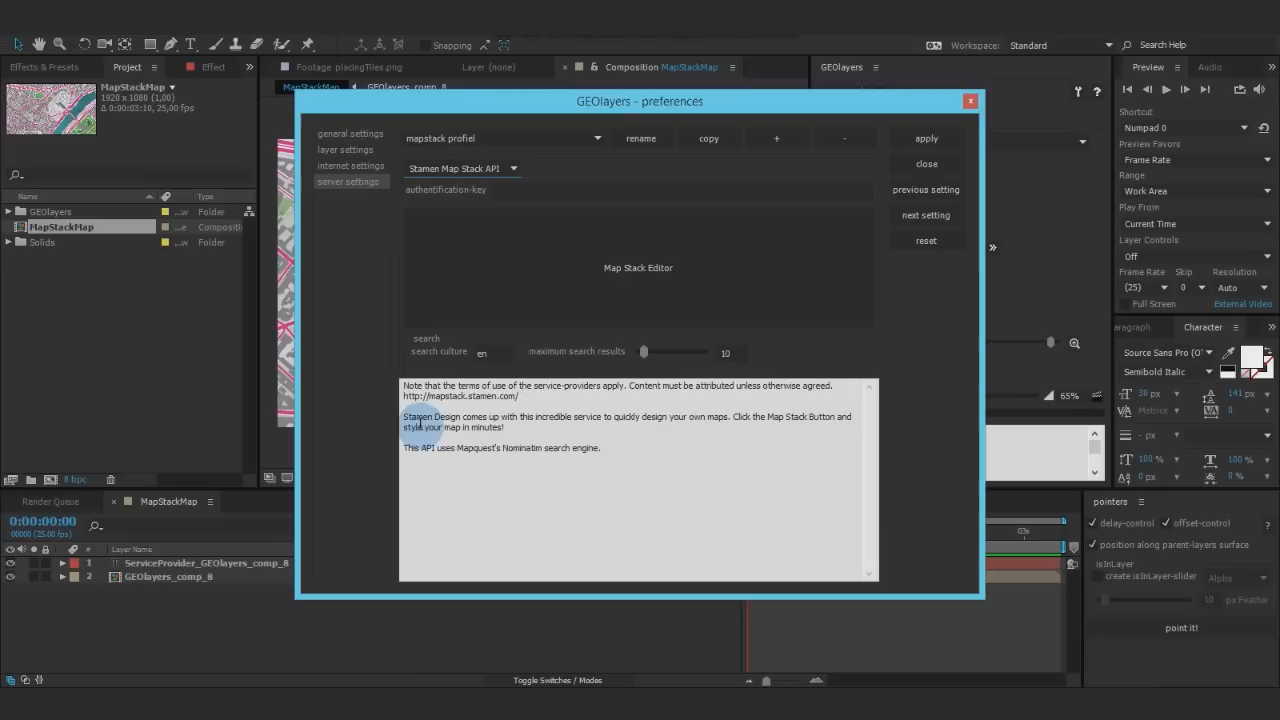 Snapping
Workspace: Standard
Search Help
Effects & Presets
Project
Effect
Footage placingTiles.png
Layer (none)
Composition MapStackMap
GEOlayers
Preview
Audio
MapStackMap
1920 x 1080 (1,00)
Δ 0:00:03:10, 25,00 fps
MapStackMap
GEOlayers_comp_8
GEOlayers - preferences
x
?
general settings
layer settings
internet settings
server settings
mapstack profiel
rename
copy
+
-
apply
Stamen Map Stack API
close
authentification-key
previous setting
next setting
reset
Map Stack Editor
search
search culture
en
maximum search results
10
Note that the terms of use of the service-providers apply. Content must be attributed unless otherwise agreed.
http://mapstack.stamen.com/
Stamen Design comes up with this incredible service to quickly design your own maps. Click the Map Stack Button and
style your map in minutes!
This API uses Mapquest's Nominatim search engine.
Name
Type
GEOlayers
...w
Folder
MapStackMap
...e
Compositi
Solids
...w
Folder
8 bpc
65%
Shortcut
Numpad 0
Preview Favors
Frame Rate
Range
Work Area
Play From
Current Time
Layer Controls
Off
Frame Rate
Skip
Resolution
(25)
0
Auto
Full Screen
External Video
aragraph
Character
Source Sans Pro (O
Semibold Italic
30 px
141 px
Metrics
- px
100 %
100 %
0 px
0 %
Render Queue
MapStackMap
0:00:00:00
00000 (25.00 fps)
#
Layer Name
1
ServiceProvider_GEOlayers_comp_8
2
GEOlayers_comp_8
03s
Toggle Switches / Modes
pointers
delay-control
offset-control
position along parent-layers surface
isInLayer
create isInLayer-slider
Alpha
10
px Feather
point it!